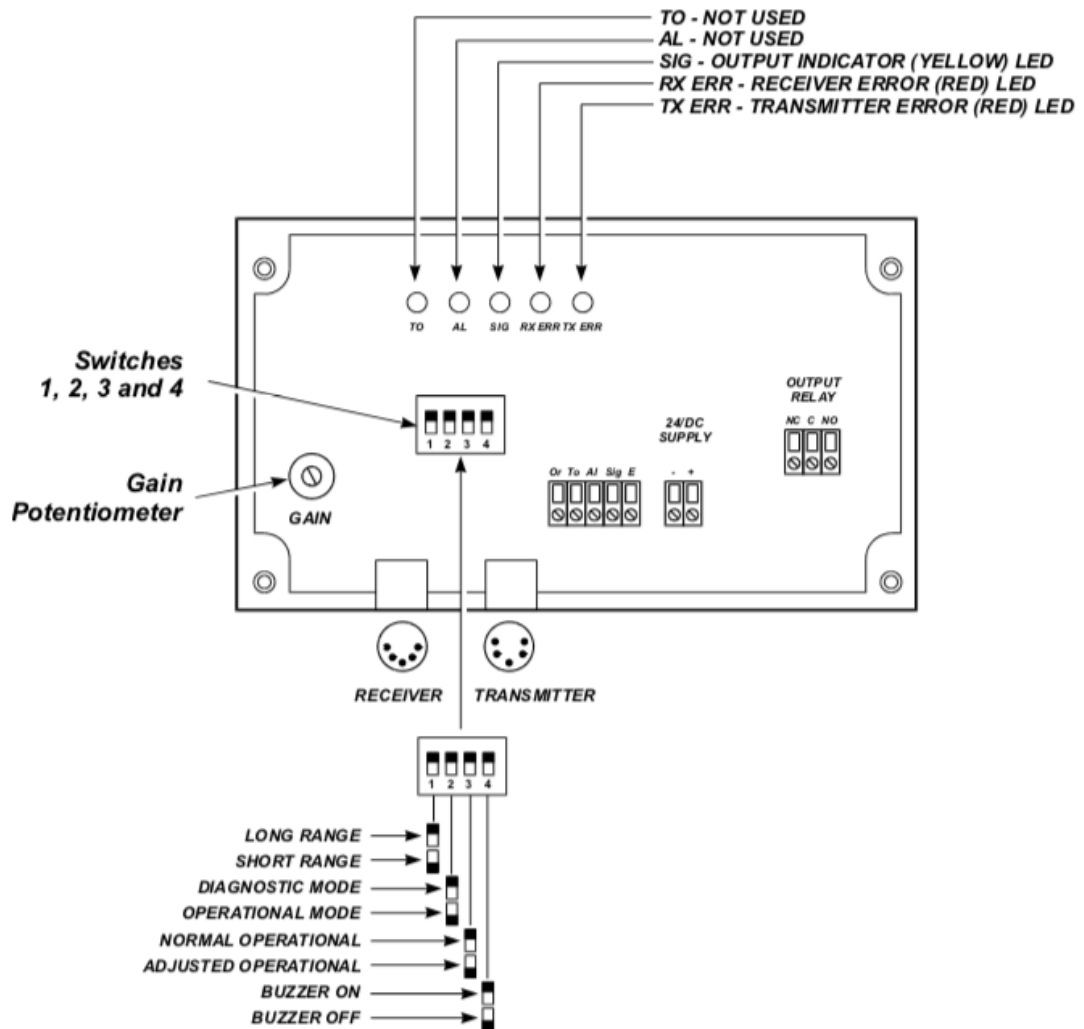 TO - NOT USED
AL - NOT USED
SIG - OUTPUT INDICATOR (YELLOW) LED
RX ERR - RECEIVER ERROR (RED) LED
TX ERR - TRANSMITTER ERROR (RED) LED
TO AL SIG RX ERR TX ERR
Switches
1, 2, 3 and 4
1 2 3 4
OUTPUT
RELAY
NC C NO
24/DC
SUPPLY
- +
Or To Al Sig E
Gain
Potentiometer
GAIN
RECEIVER TRANSMITTER
1 2 3 4
LONG RANGE
SHORT RANGE
DIAGNOSTIC MODE
OPERATIONAL MODE
NORMAL OPERATIONAL
ADJUSTED OPERATIONAL
BUZZER ON
BUZZER OFF